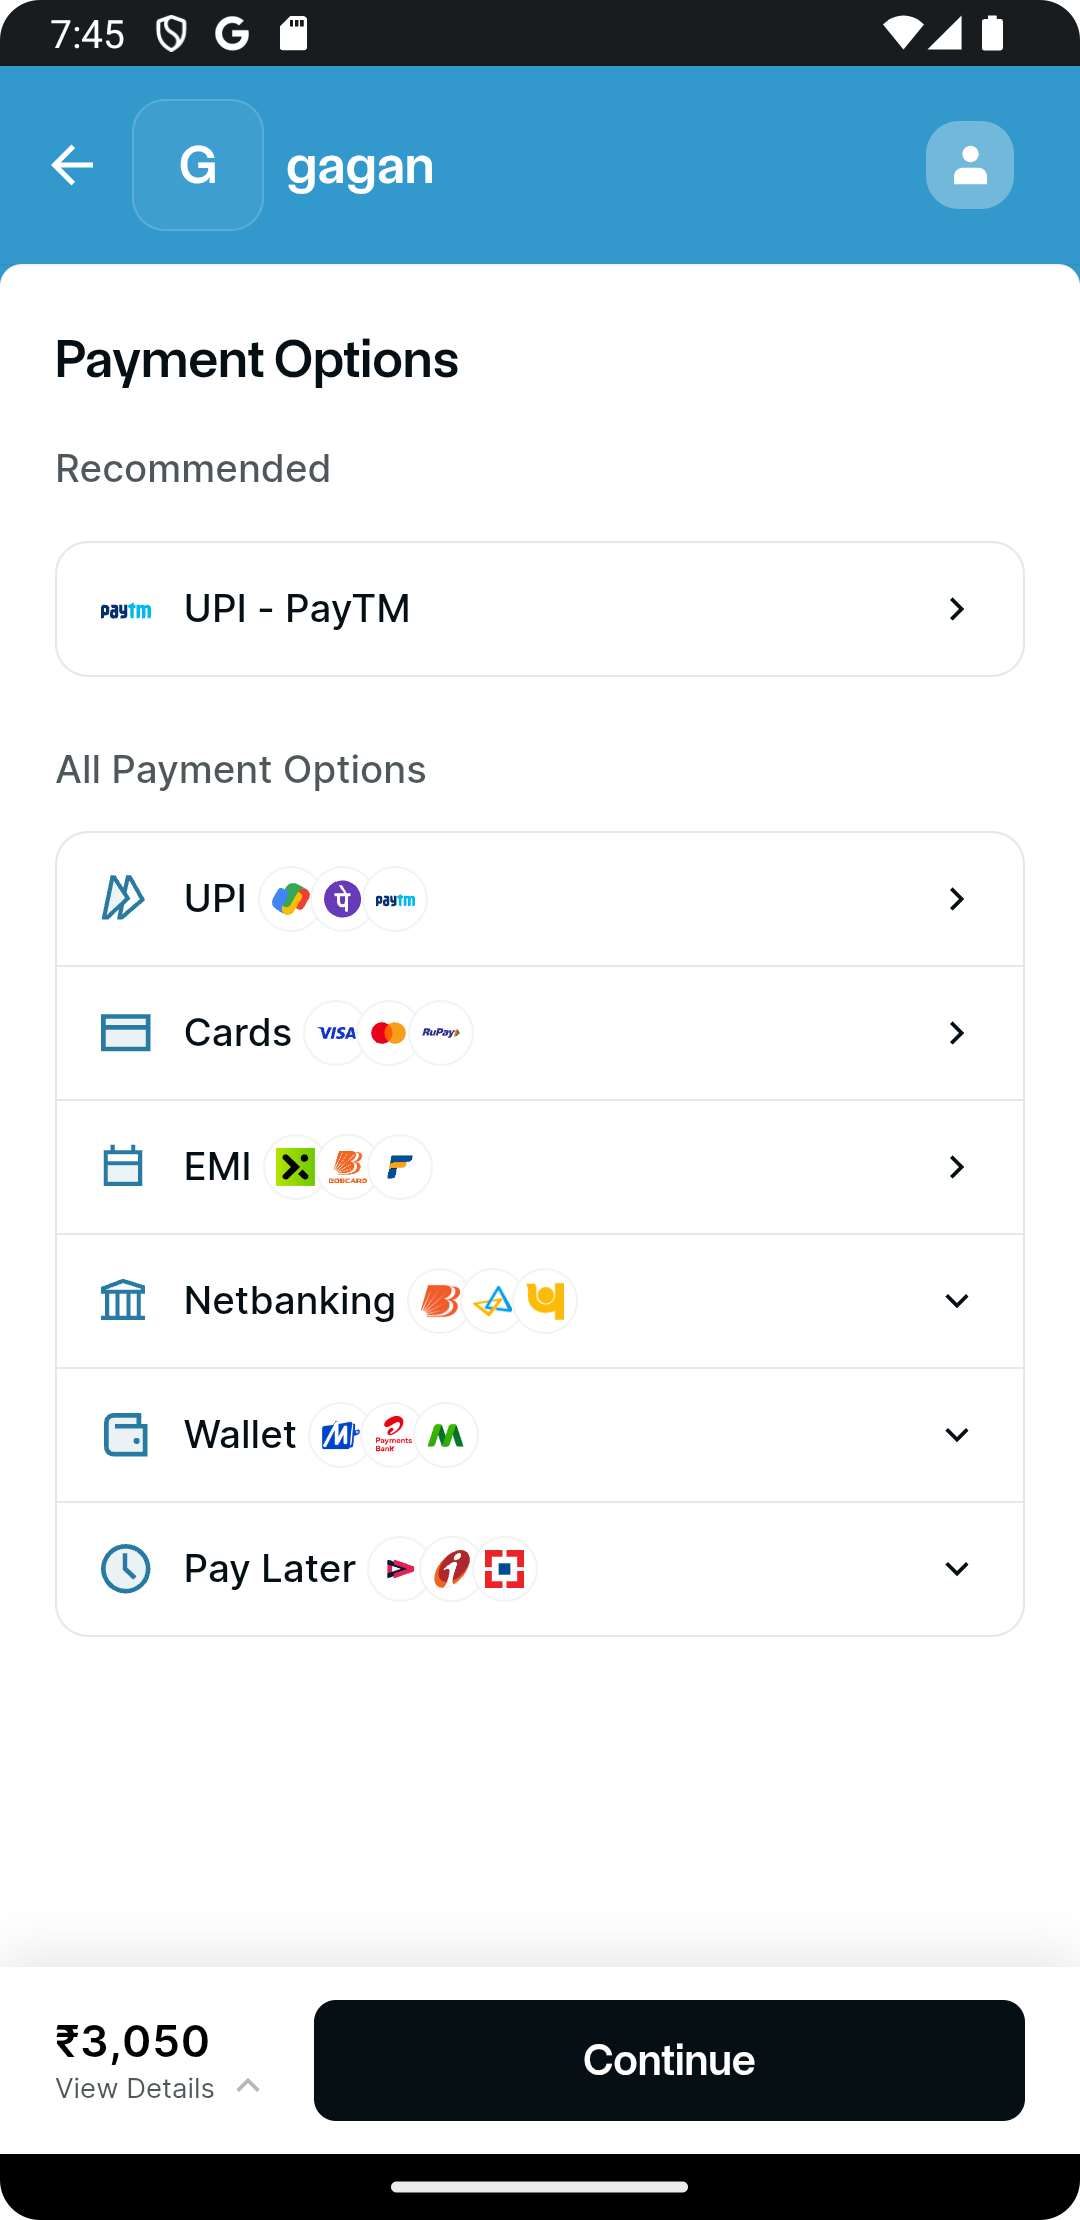 7:45
G gagan
Payment Options
Recommended
paytm UPI - PayTM
All Payment Options
UPI पे paytm
Cards VISA RuPay
EMI BOBCARD
Netbanking
Wallet Payments Bank
Pay Later
₹3,050
View Details
Continue